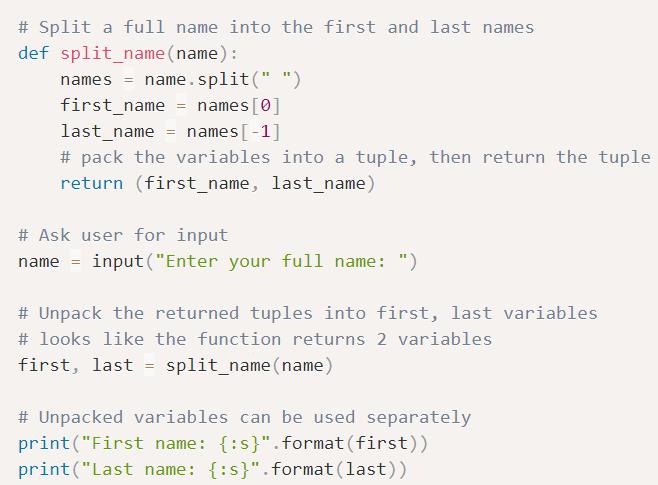 # Split a full name into the first and last names
def split_name(name):
    names = name.split(" ")
    first_name = names[0]
    last_name = names[-1]
    # pack the variables into a tuple, then return the tuple
    return (first_name, last_name)

# Ask user for input
name = input("Enter your full name: ")

# Unpack the returned tuples into first, last variables
# looks like the function returns 2 variables
first, last = split_name(name)

# Unpacked variables can be used separately
print("First name: {:s}".format(first))
print("Last name: {:s}".format(last))